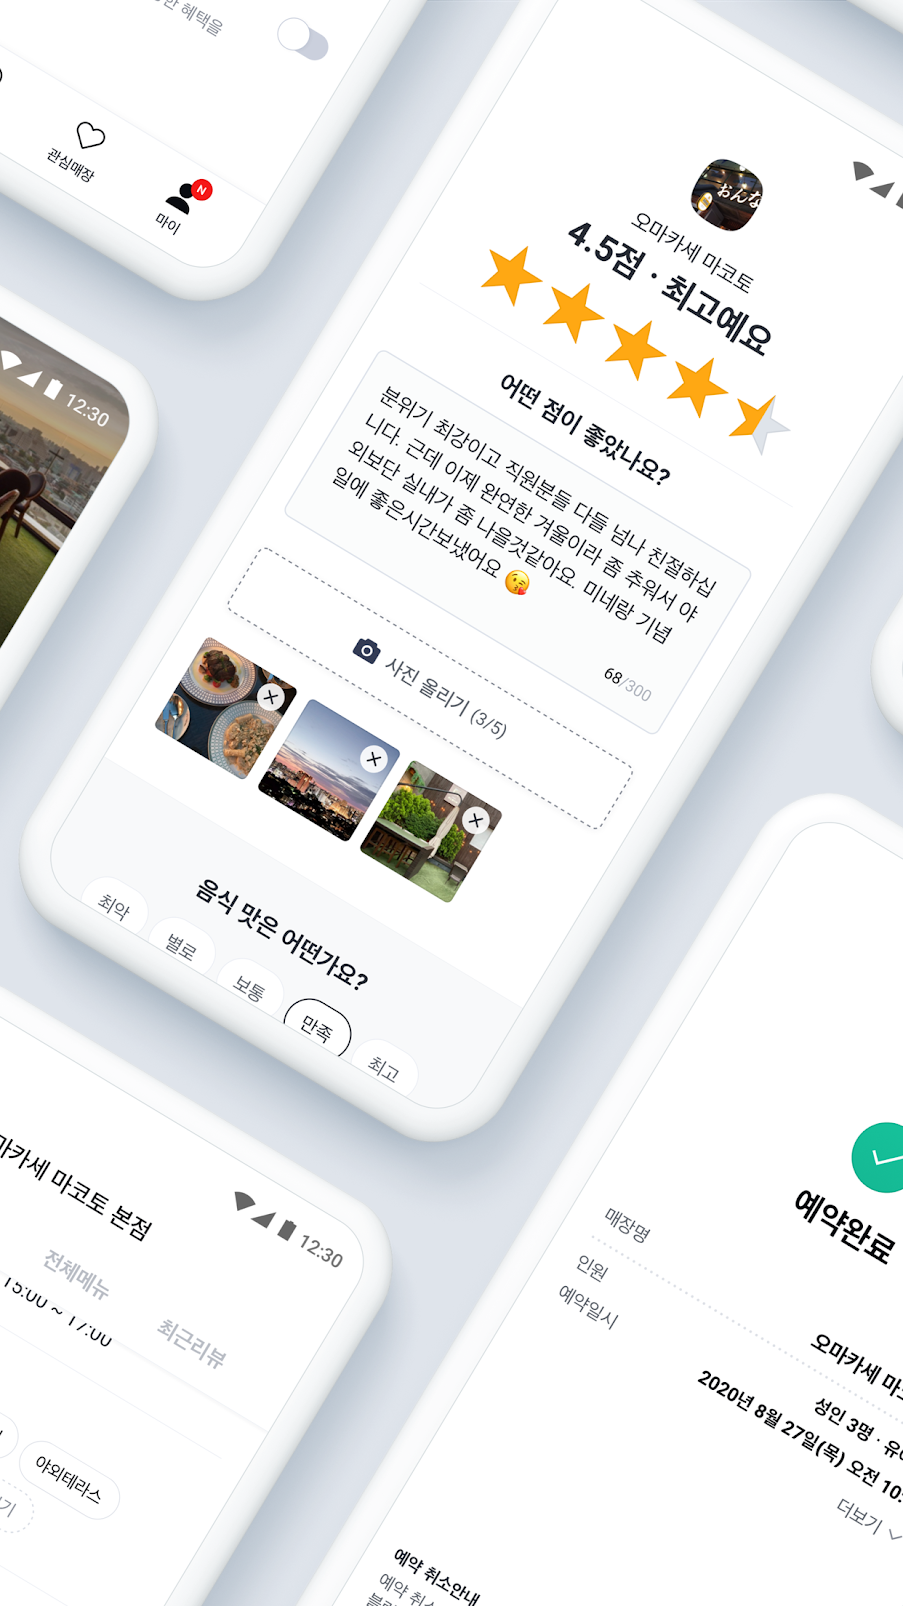 혜택을
관심매장
N
마이
12:30
おんな
오마카세 마코토
4.5점 · 최고예요
어떤 점이 좋았나요?
분위기 최강이고 직원분들 다들 넘나 친절하십
니다. 근데 이제 완연한 겨울이라 좀 추워서 야
외보단 실내가 좀 나을것같아요. 미네랑 기념
일에 좋은시간보냈어요 😘
68/300
사진 올리기 (3/5)
음식 맛은 어떤가요?
최악
별로
보통
만족
최고
마카세 마코토 본점
12:30
전체메뉴
최근리뷰
15:00 ~ 17:00
야외테라스
기
예약완료
매장명
오마카세 마
인원
성인 3명 · 유
예약일시
2020년 8월 27일(목) 오전 10:
더보기
예약 취소안내
예약 취소